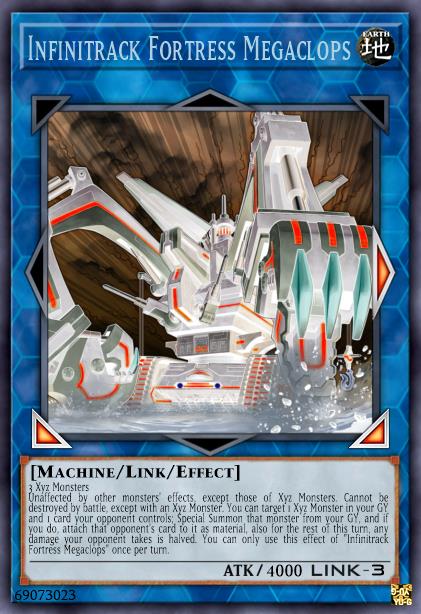 INFINITRACK FORTRESS MEGACLOPS
EARTH
地
[MACHINE/LINK/EFFECT]
3 Xyz Monsters
Unaffected by other monsters' effects, except those of Xyz Monsters. Cannot be
destroyed by battle, except with an Xyz Monster. You can target 1 Xyz Monster in your GY
and 1 card your opponent controls; Special Summon that monster from your GY, and if
you do, attach that opponent's card to it as material, also for the rest of this turn, any
damage your opponent takes is halved. You can only use this effect of "Infinitrack
Fortress Megaclops" once per turn.
ATK/4000 LINK-3
69073023